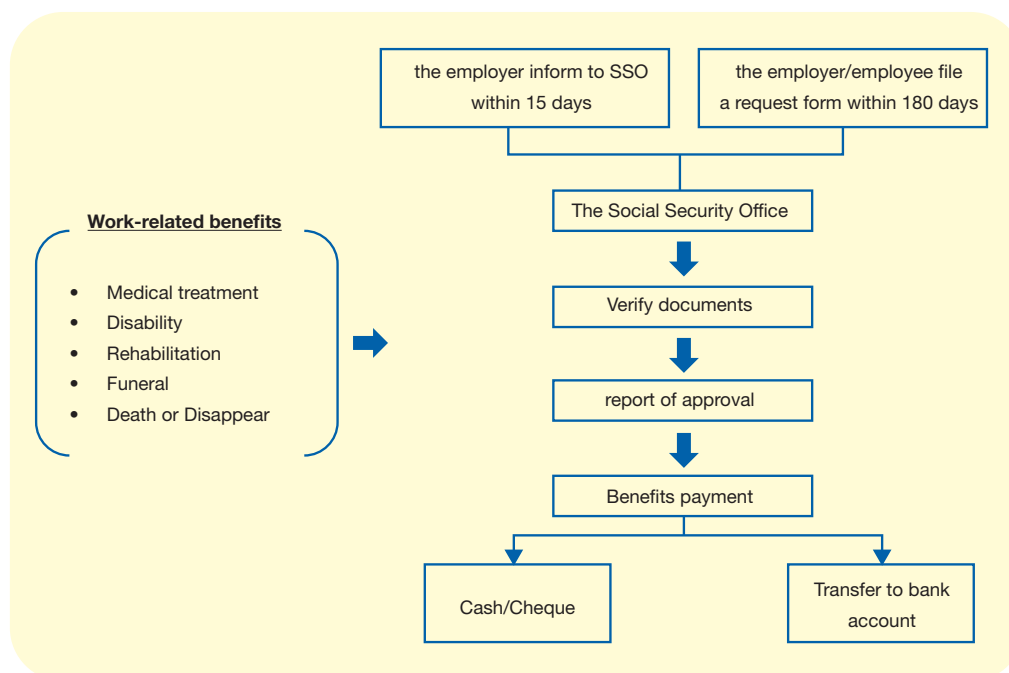 the employer inform to SSO
within 15 days
the employer/employee file
a request form within 180 days
The Social Security Office
Work-related benefits
• Medical treatment
• Disability
• Rehabilitation
• Funeral
• Death or Disappear
Verify documents
report of approval
Benefits payment
Cash/Cheque
Transfer to bank
account